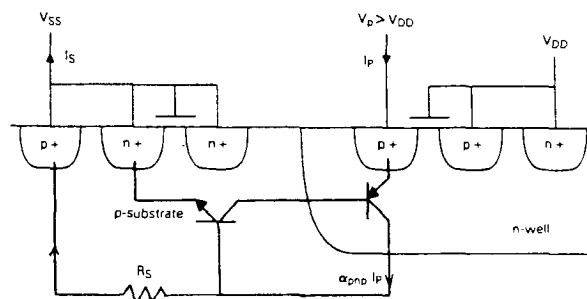 V_SS
V_P > V_DD
V_DD
I_S
I_P
p+
n+
n+
p+
p+
n+
p-substrate
n-well
R_S
α_pnp I_P